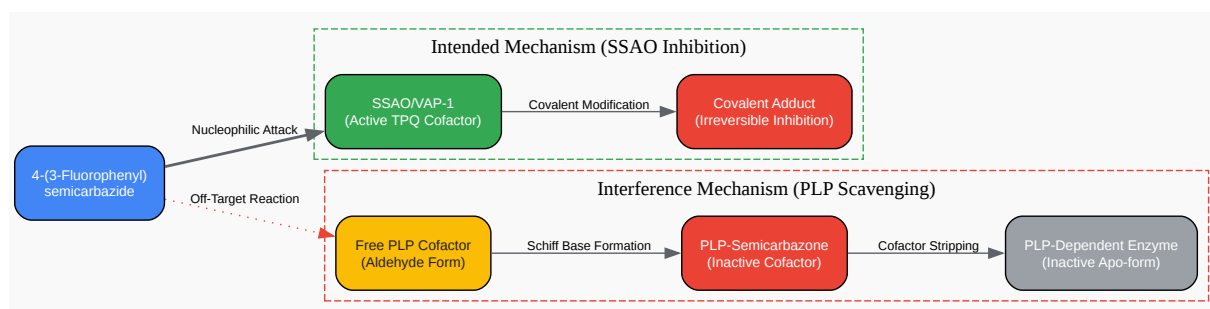 Intended Mechanism (SSAO Inhibition)
SSAO/VAP-1
(Active TPQ Cofactor)
Covalent Modification
Covalent Adduct
(Irreversible Inhibition)
Nucleophilic Attack
4-(3-Fluorophenyl)
semicarbazide
Off-Target Reaction
Interference Mechanism (PLP Scavenging)
Free PLP Cofactor
(Aldehyde Form)
Schiff Base Formation
PLP-Semicarbazone
(Inactive Cofactor)
Cofactor Stripping
PLP-Dependent Enzyme
(Inactive Apo-form)